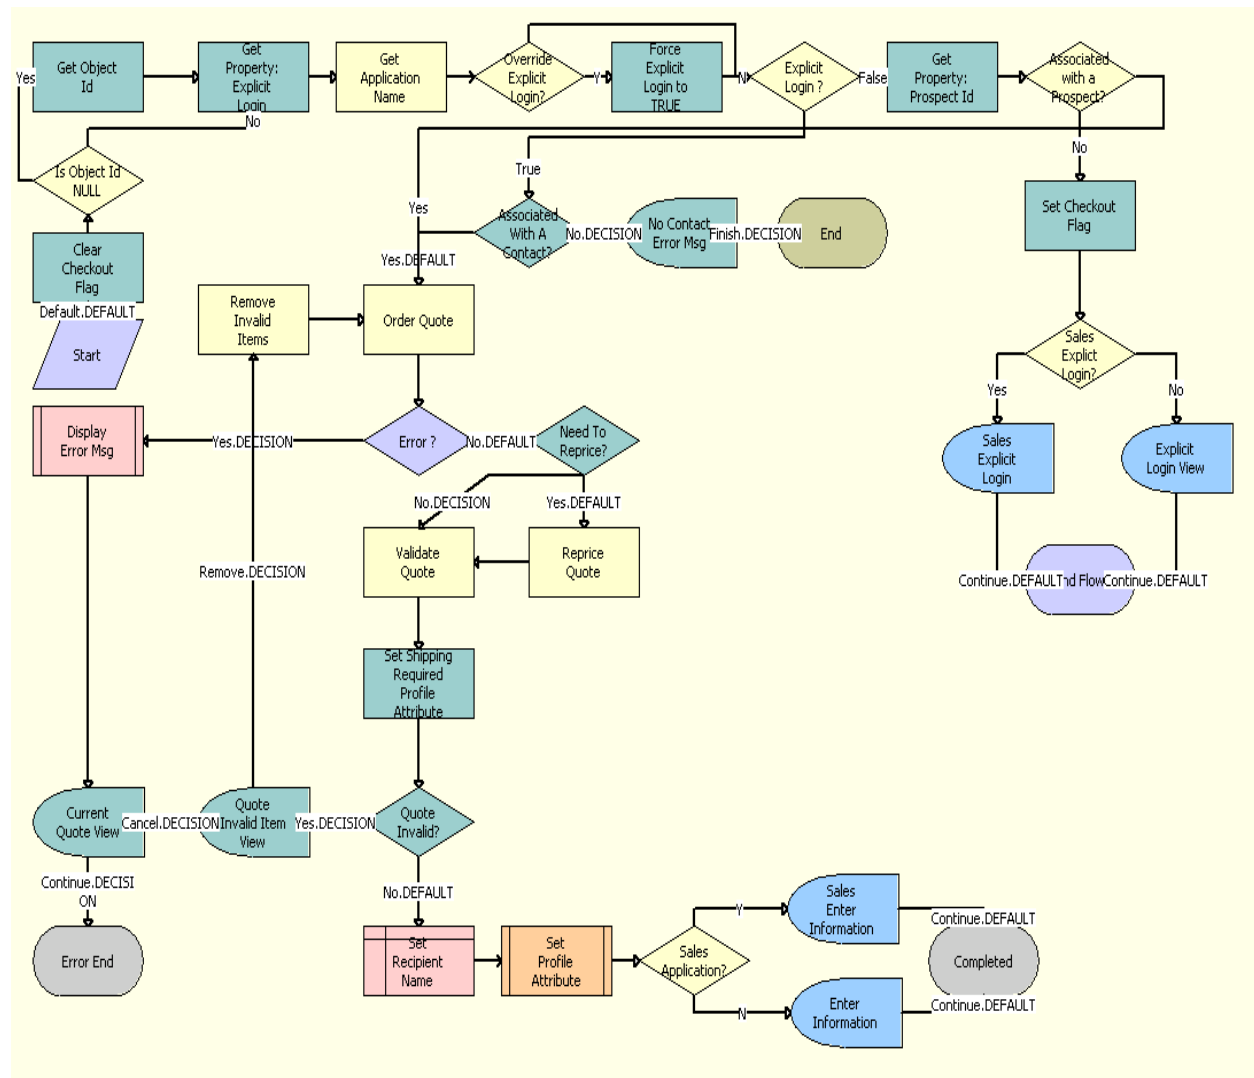 Get Object
Id
Get
Property:
Explicit
Login
Get
Application
Name
Override
Explicit
Login?
Y
Force
Explicit
Login to
TRUE
N
Explicit
Login ?
False
Get
Property:
Prospect Id
Associated
with a
Prospect?
Yes
No
Is Object Id
NULL
Clear
Checkout
Flag
Default.DEFAULT
Start
True
Yes
Associated
With A
Contact?
No.DECISION
No Contact
Error Msg
Finish.DECISION
End
No
Set Checkout
Flag
Yes.DEFAULT
Remove
Invalid
Items
Order Quote
Sales
Explict
Login?
Yes
No
Display
Error Msg
Yes.DECISION
Error ?
No.DEFAULT
Need To
Reprice?
Sales
Explicit
Login
Explicit
Login View
No.DECISION
Yes.DEFAULT
Validate
Quote
Reprice
Quote
Remove.DECISION
Continue.DEFAULT
nd Flow
Continue.DEFAULT
Set Shipping
Required
Profile
Attribute
Current
Quote View
Cancel.DECISION
Quote
Invalid Item
View
Yes.DECISION
Quote
Invalid?
Continue.DECISI
ON
No.DEFAULT
Error End
Set
Recipient
Name
Set
Profile
Attribute
Sales
Application?
Y
Sales
Enter
Information
Continue.DEFAULT
Completed
N
Enter
Information
Continue.DEFAULT